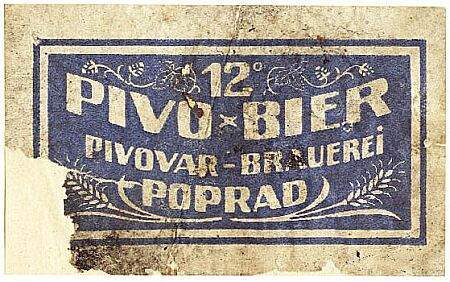 12°
PIVO × BIER
PIVOVAR-BRAUEREi
POPRAD